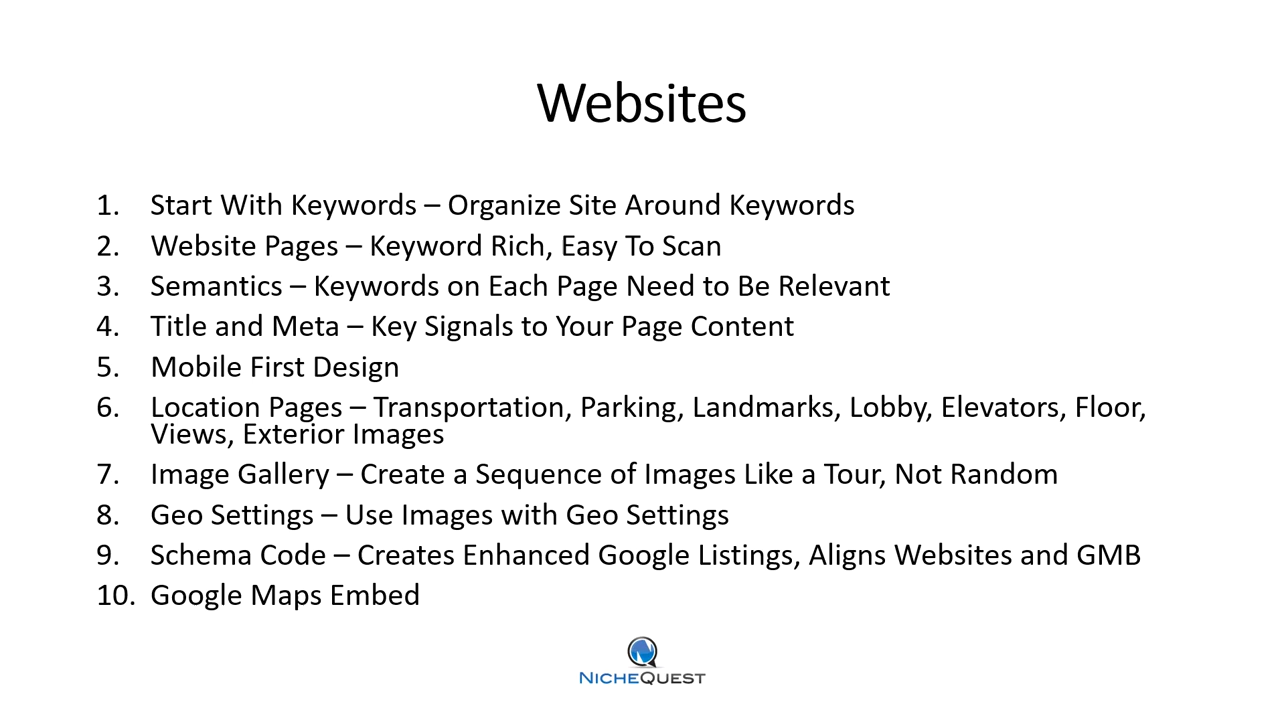 Websites
1. Start With Keywords – Organize Site Around Keywords
2. Website Pages – Keyword Rich, Easy To Scan
3. Semantics – Keywords on Each Page Need to Be Relevant
4. Title and Meta – Key Signals to Your Page Content
5. Mobile First Design
6. Location Pages – Transportation, Parking, Landmarks, Lobby, Elevators, Floor,
Views, Exterior Images
7. Image Gallery – Create a Sequence of Images Like a Tour, Not Random
8. Geo Settings – Use Images with Geo Settings
9. Schema Code – Creates Enhanced Google Listings, Aligns Websites and GMB
10. Google Maps Embed
NICHEQUEST